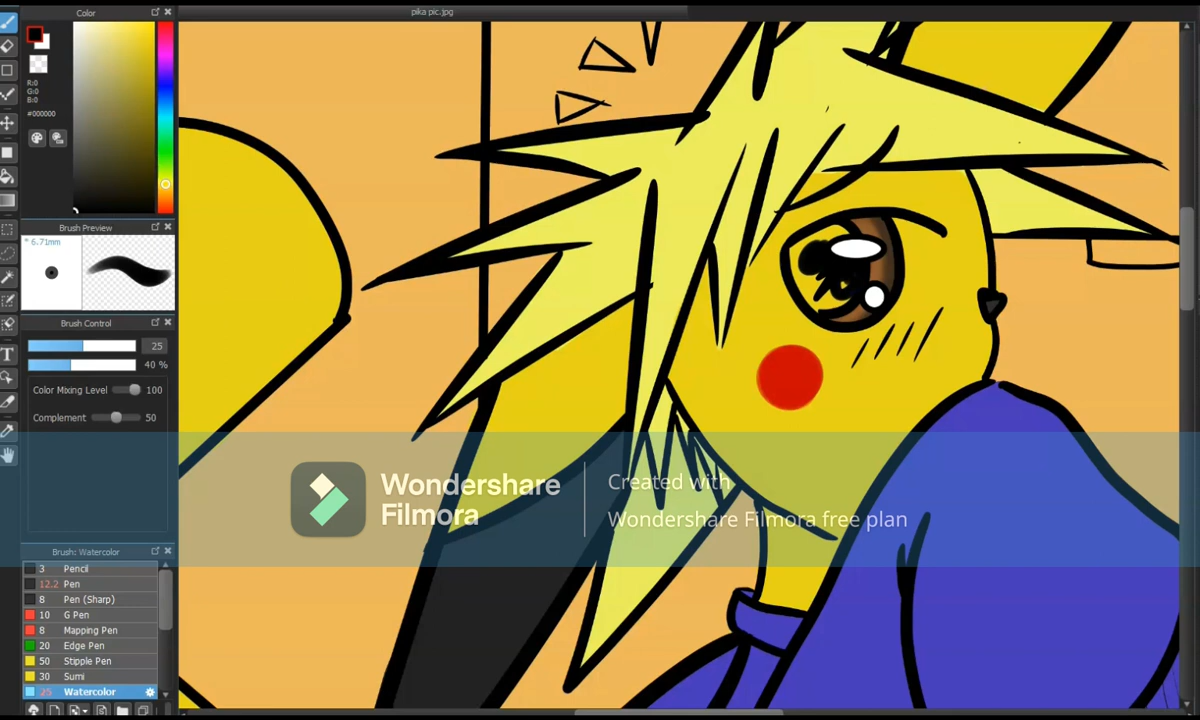 Color
pika pic.jpg
R:0
G:0
B:0
#000000
Brush Preview
* 6.71mm
Brush Control
25
40 %
Color Mixing Level 100
Complement 50
Wondershare
Filmora
Created with
Wondershare Filmora free plan
Brush: Watercolor
3 Pencil
12.2 Pen
8 Pen (Sharp)
10 G Pen
8 Mapping Pen
20 Edge Pen
50 Stipple Pen
30 Sumi
25 Watercolor